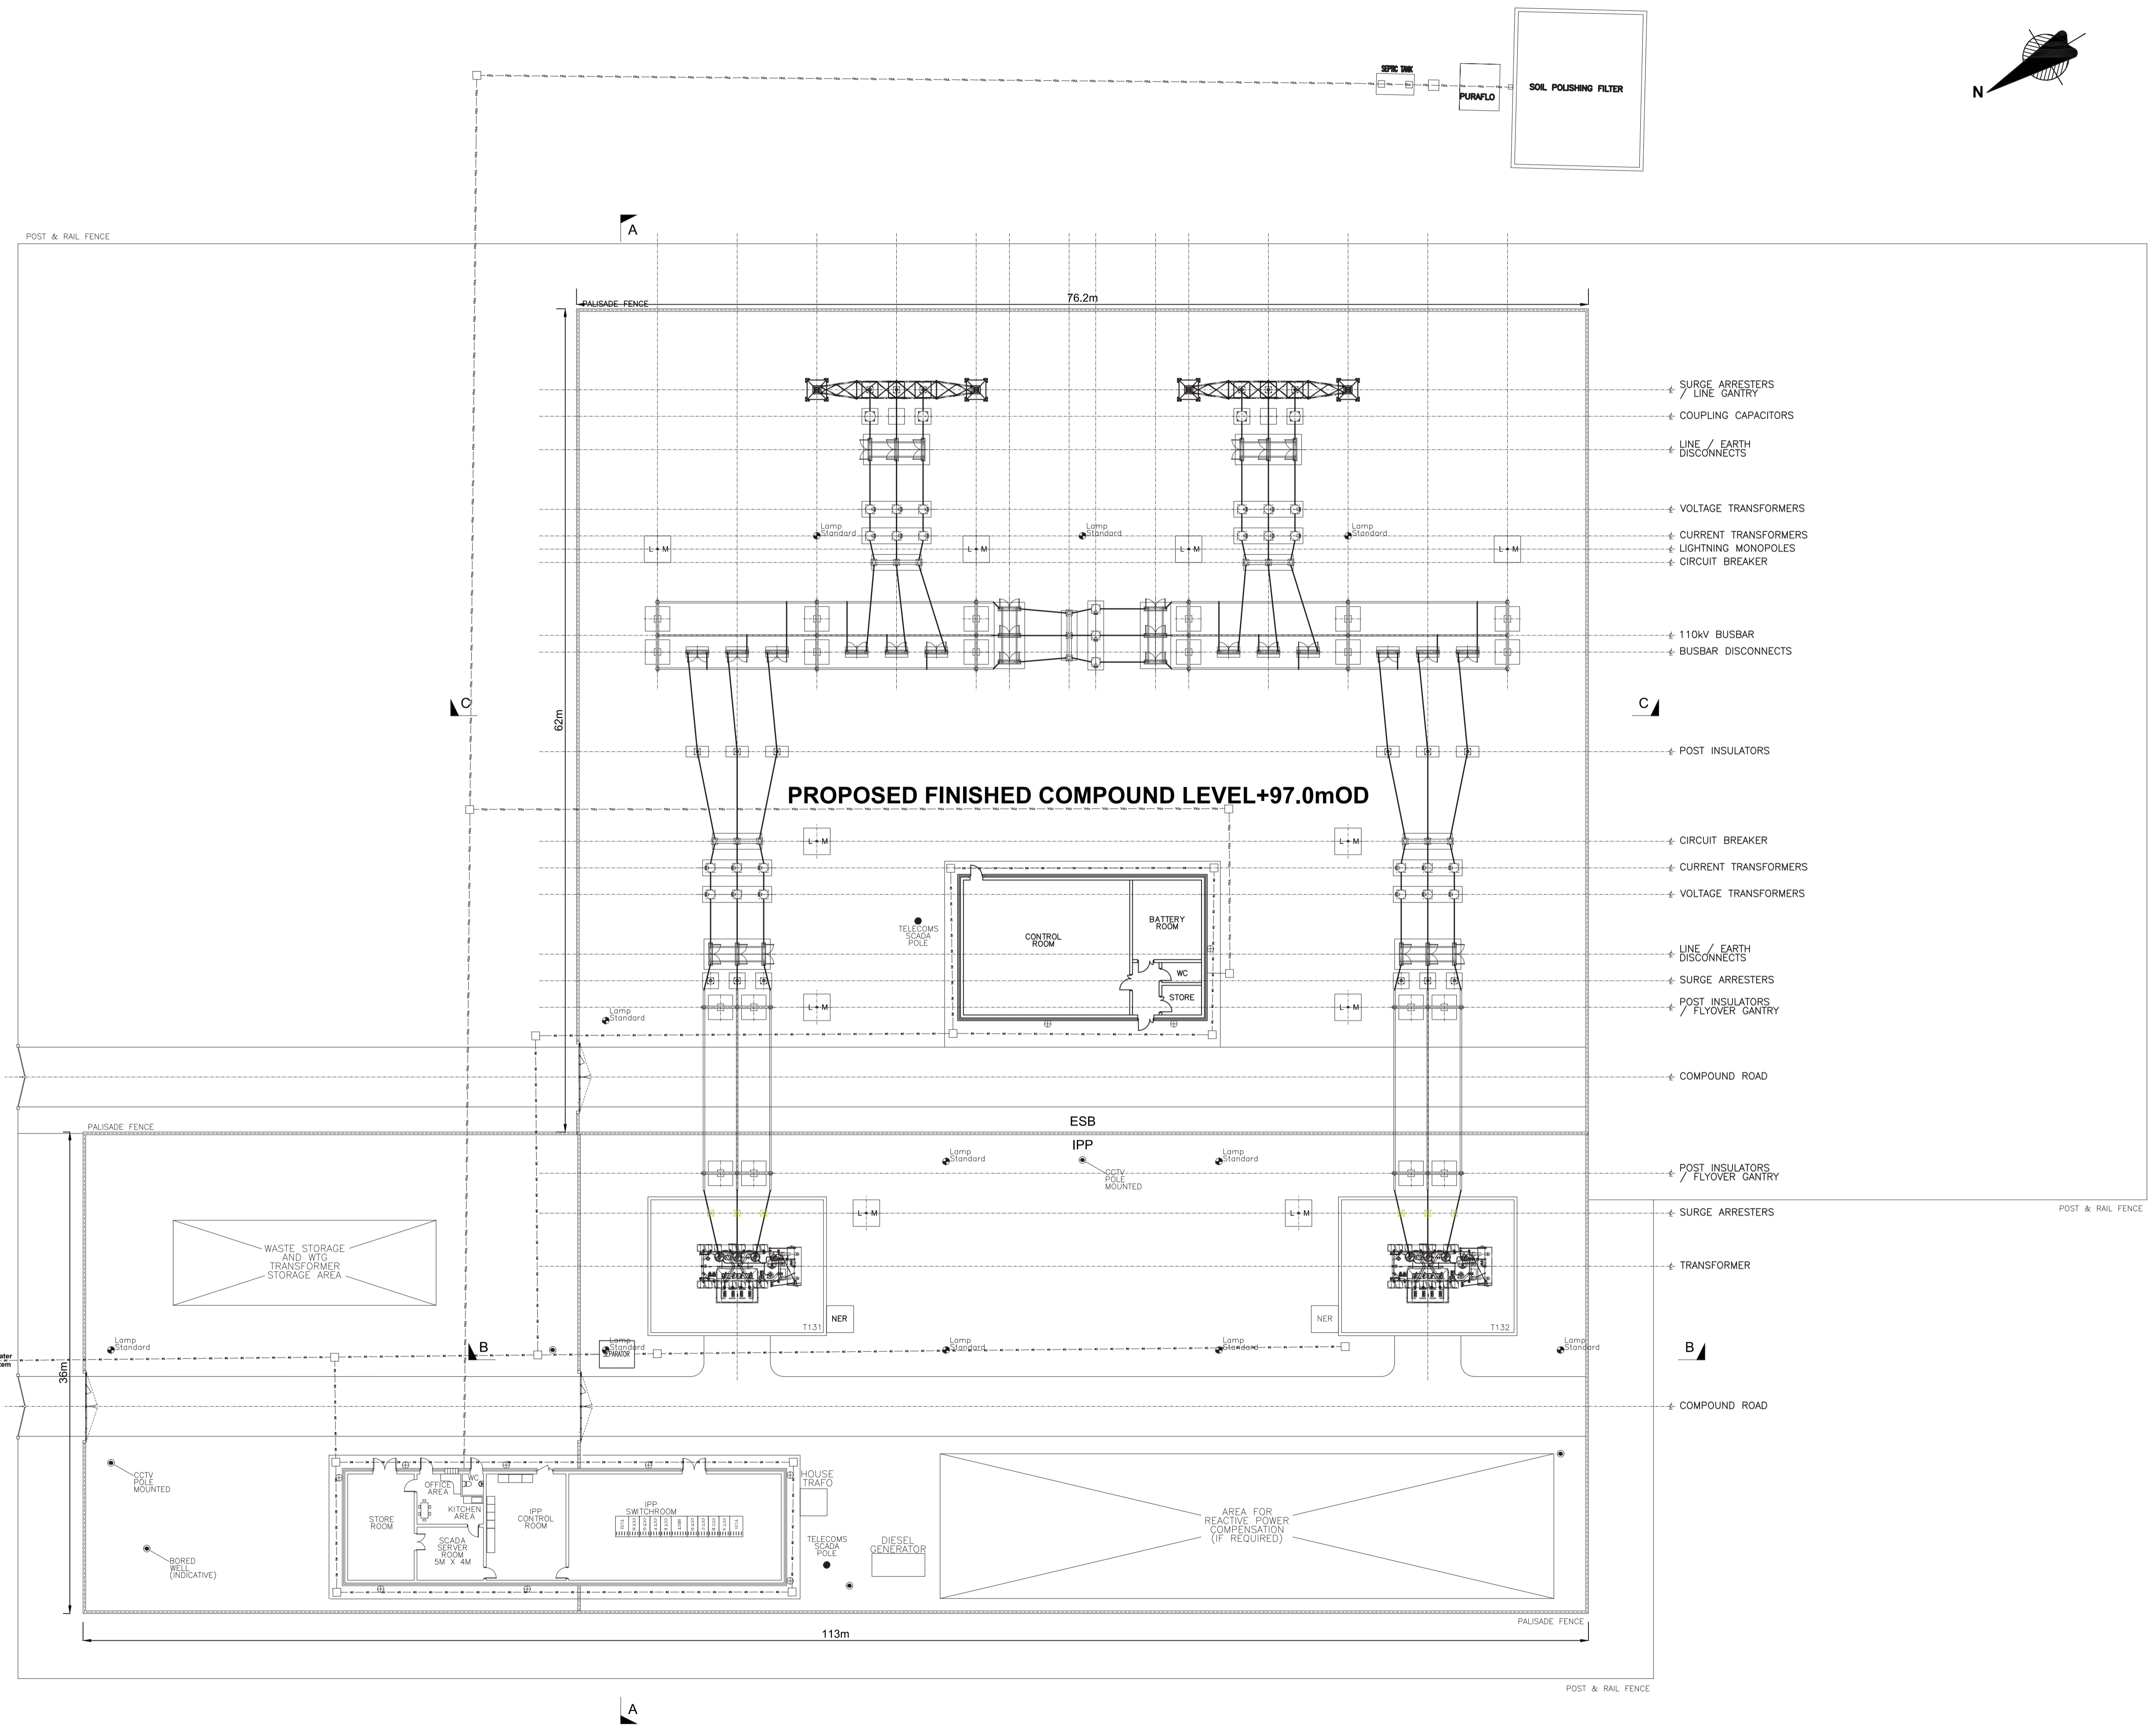 SEPTIC TANK
PURAFLO
SOIL POLISHING FILTER
N
A
POST & RAIL FENCE
76.2m
PALISADE FENCE
SURGE ARRESTERS
/ LINE GANTRY
COUPLING CAPACITORS
LINE / EARTH
DISCONNECTS
VOLTAGE TRANSFORMERS
Lamp
Standard
Lamp
Standard
Lamp
Standard
CURRENT TRANSFORMERS
L M
L M
L M
L M
LIGHTNING MONOPOLES
CIRCUIT BREAKER
110kV BUSBAR
BUSBAR DISCONNECTS
C
C
62m
POST INSULATORS
PROPOSED FINISHED COMPOUND LEVEL+97.0mOD
L M
L M
CIRCUIT BREAKER
CURRENT TRANSFORMERS
VOLTAGE TRANSFORMERS
TELECOMS
SCADA
POLE
CONTROL
ROOM
BATTERY
ROOM
WC
STORE
LINE / EARTH
DISCONNECTS
SURGE ARRESTERS
L M
L M
POST INSULATORS
/ FLYOVER GANTRY
Lamp
Standard
COMPOUND ROAD
ESB
PALISADE FENCE
IPP
Lamp
Standard
CCTV
POLE
MOUNTED
Lamp
Standard
POST INSULATORS
/ FLYOVER GANTRY
L M
L M
SURGE ARRESTERS
POST & RAIL FENCE
WASTE STORAGE
AND WTG
TRANSFORMER
STORAGE AREA
TRANSFORMER
T131
NER
NER
T132
Lamp
Standard
Lamp
Standard
SEPARATOR
Lamp
Standard
Lamp
Standard
Lamp
Standard
B
B
36m
COMPOUND ROAD
CCTV
POLE
MOUNTED
BORED
WELL
(INDICATIVE)
STORE
ROOM
OFFICE
AREA
WC
KITCHEN
AREA
SCADA
SERVER
ROOM
5M X 4M
IPP
CONTROL
ROOM
IPP
SWITCHROOM
HOUSE
TRAFO
TELECOMS
SCADA
POLE
DIESEL
GENERATOR
AREA FOR
REACTIVE POWER
COMPENSATION
(IF REQUIRED)
PALISADE FENCE
113m
POST & RAIL FENCE
A